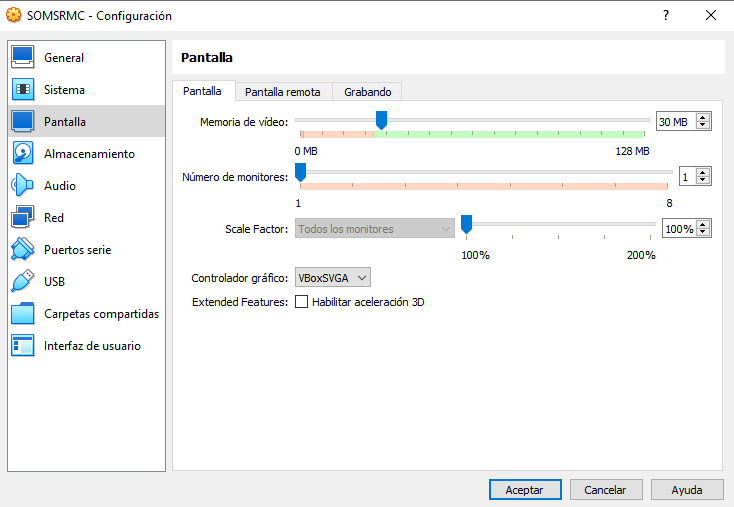 SOMSRMC - Configuración
?
General
Sistema
Pantalla
Almacenamiento
Audio
Red
Puertos serie
USB
Carpetas compartidas
Interfaz de usuario
Pantalla
Pantalla Pantalla remota Grabando
Memoria de vídeo: 30 MB
0 MB 128 MB
Número de monitores: 1
1 8
Scale Factor: Todos los monitores 100%
100% 200%
Controlador gráfico: VBoxSVGA
Extended Features: Habilitar aceleración 3D
Aceptar Cancelar Ayuda